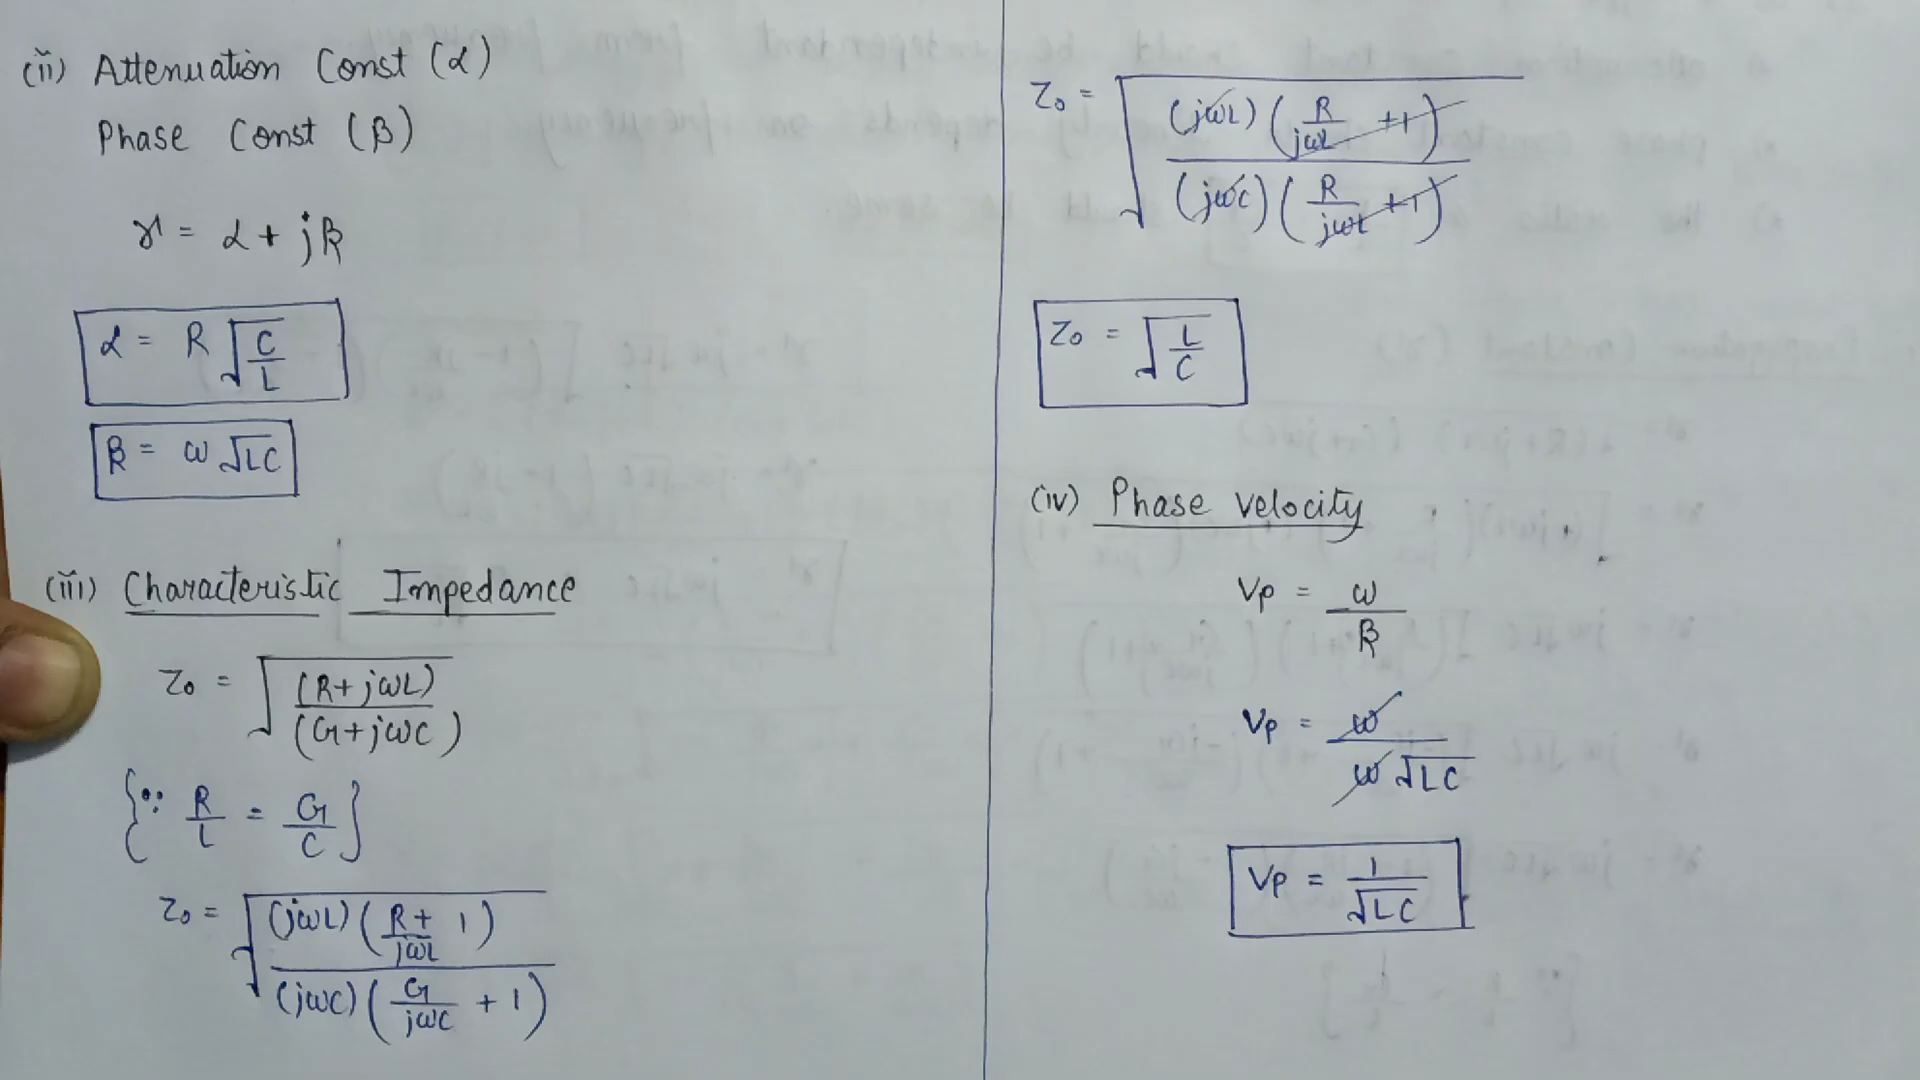 (ii) Attenuation Const (α)
Phase Const (β)
γ = α + jβ
α = R √(C/L)
β = ω √LC
(iii) Characteristic Impedance
Z₀ = √((R+jωL)/(G+jωC))
{∵ R/L = G/C}
Z₀ = √((jωL)(R/jωL + 1)/(jωC)(G/jωC + 1))
Z₀ = √((jωL)(R/jωL + 1)/(jωC)(R/jωL + 1))
Z₀ = √(L/C)
(iv) Phase velocity
Vp = ω/β
Vp = ω/ω√LC
Vp = 1/√LC